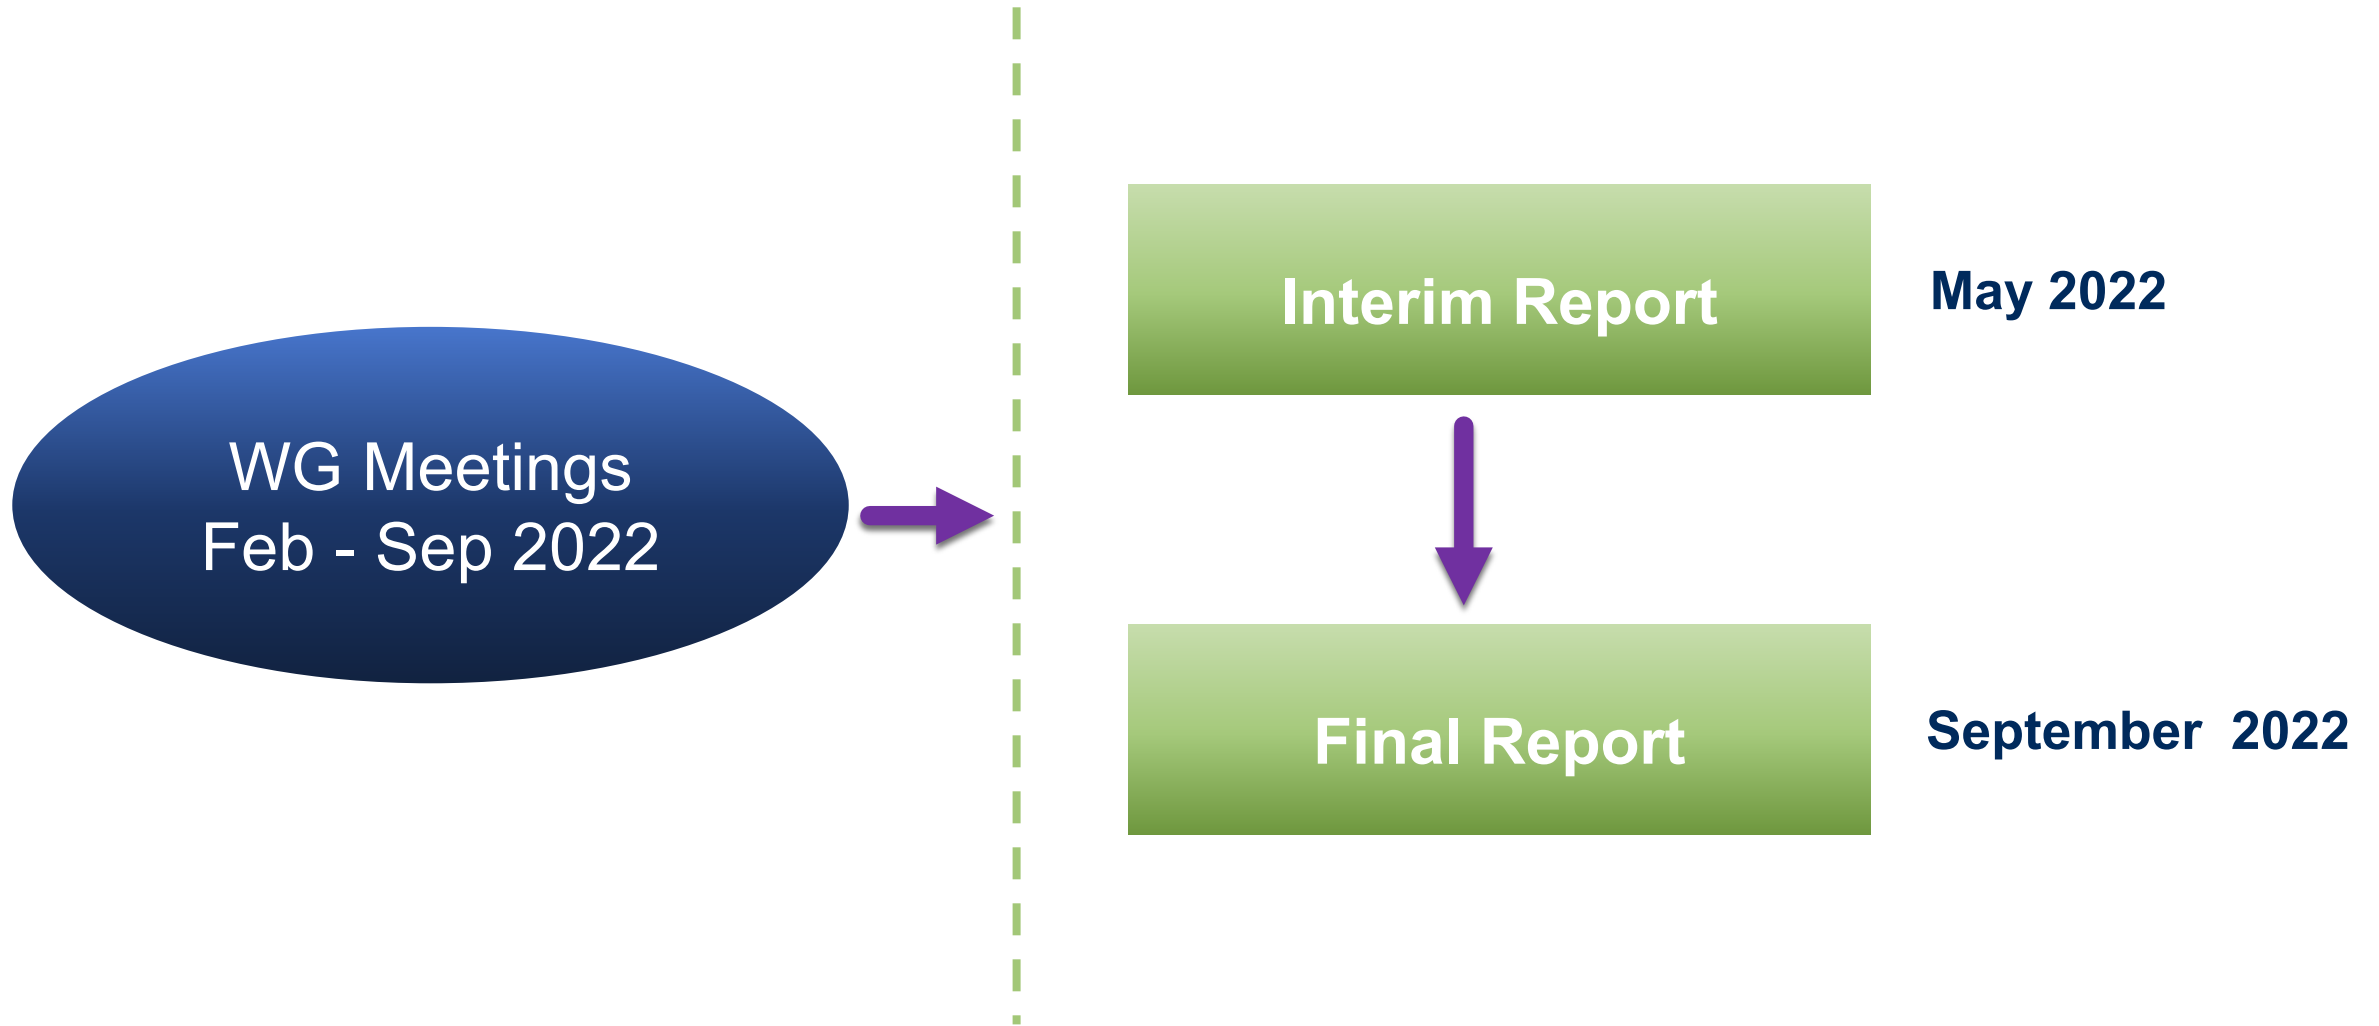 WG Meetings
Feb - Sep 2022
Interim Report
May 2022
Final Report
September  2022